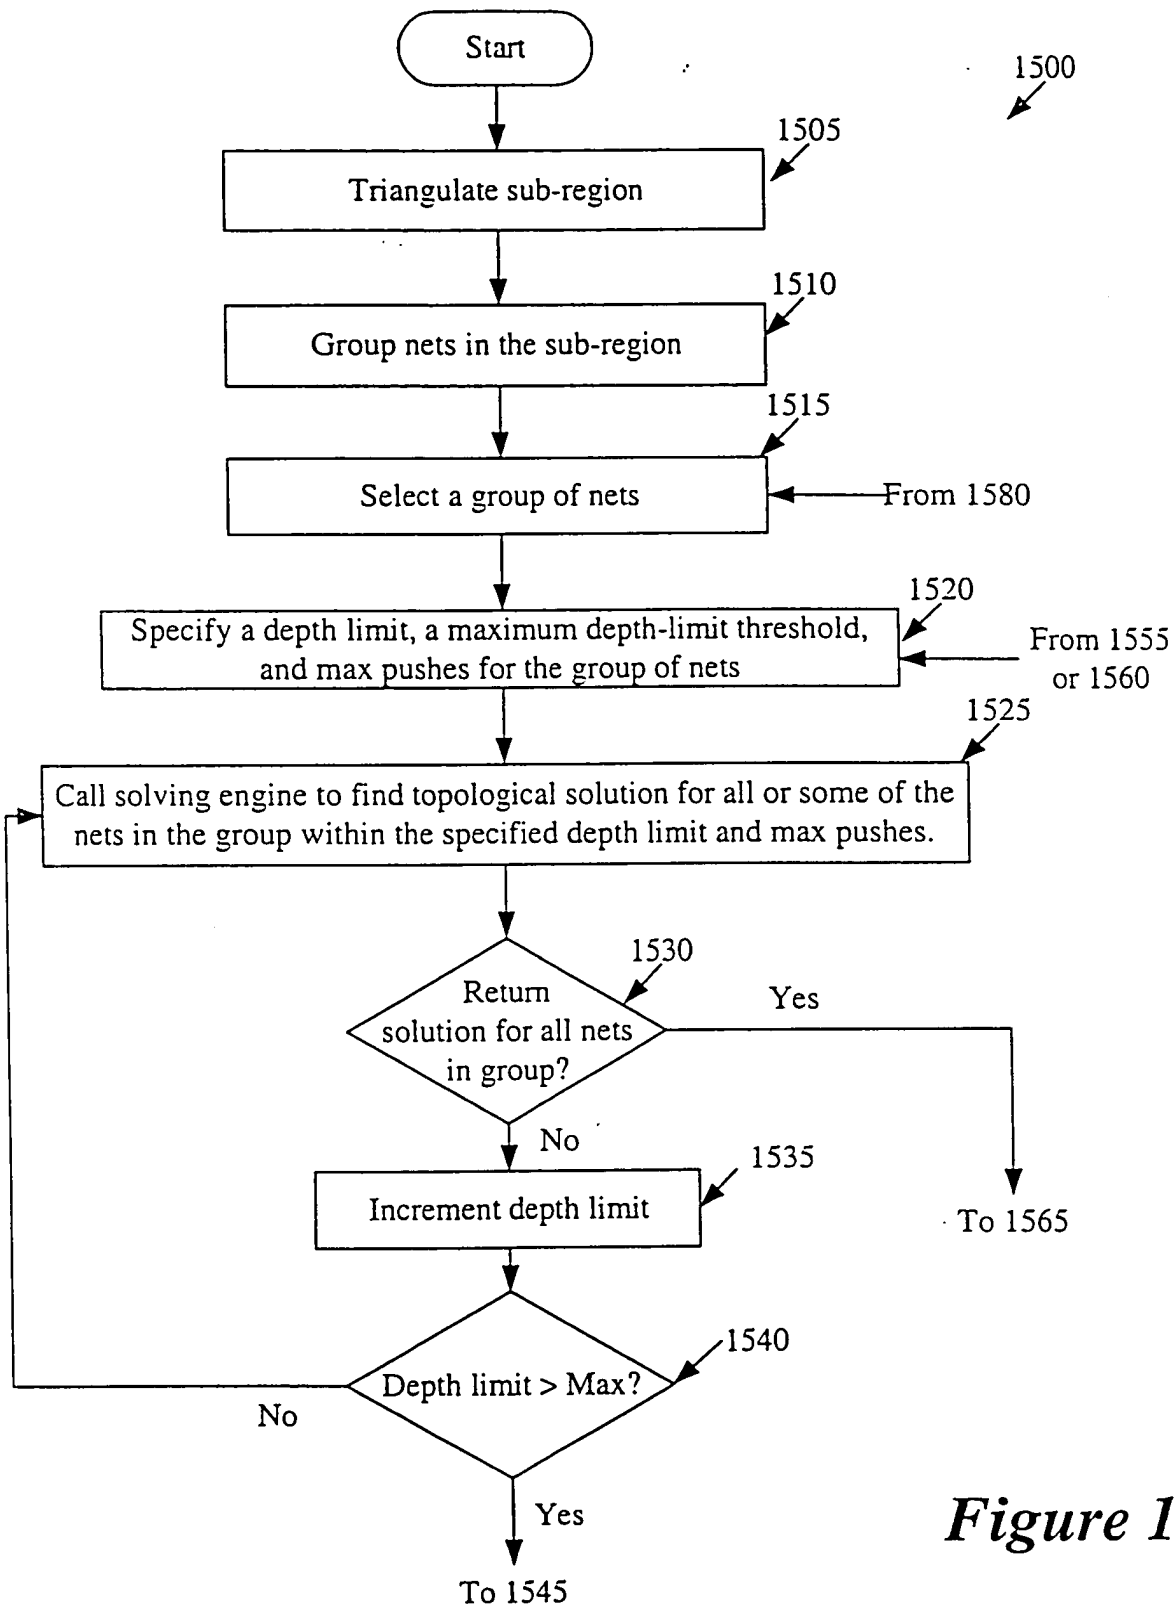 Start
1500
1505
Triangulate sub-region
1510
Group nets in the sub-region
1515
Select a group of nets
From 1580
1520
Specify a depth limit, a maximum depth-limit threshold,
and max pushes for the group of nets
From 1555
or 1560
1525
Call solving engine to find topological solution for all or some of the
nets in the group within the specified depth limit and max pushes.
1530
Return
solution for all nets
in group?
Yes
No
1535
Increment depth limit
To 1565
1540
Depth limit > Max?
No
Yes
To 1545
Figure 1